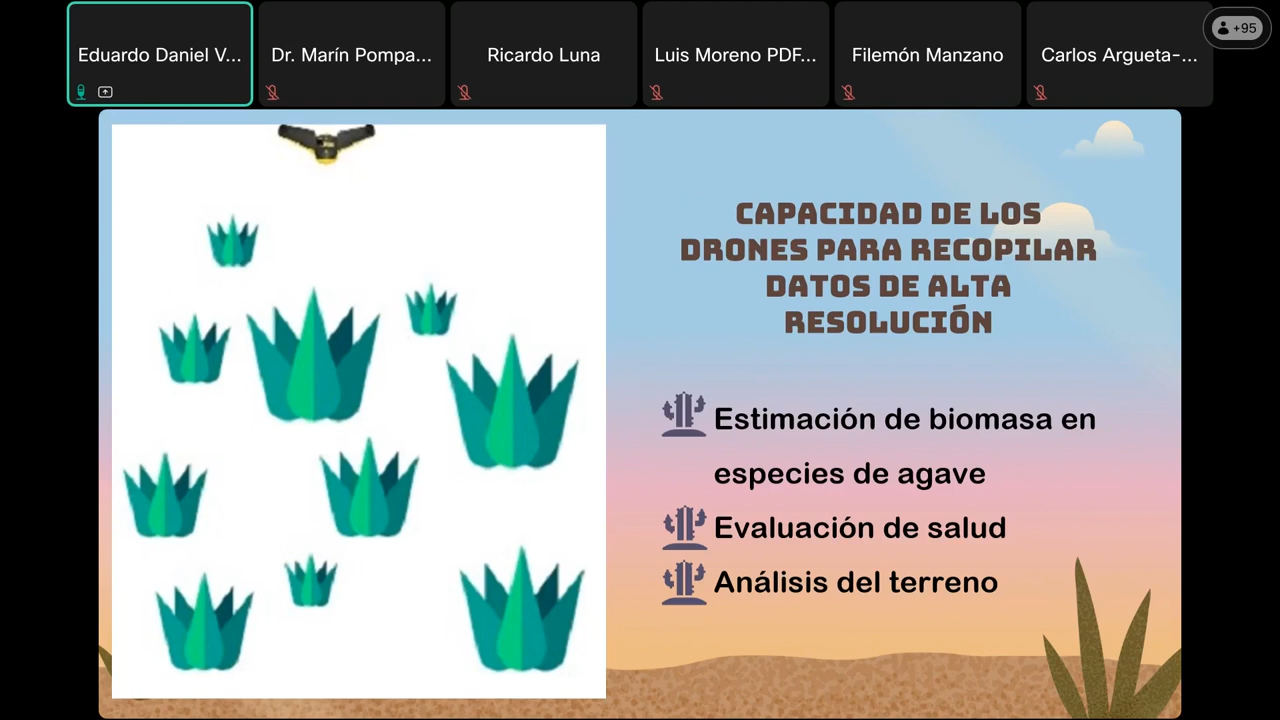 Eduardo Daniel V...
Dr. Marín Pompa...
Ricardo Luna
Luis Moreno PDF...
Filemón Manzano
Carlos Argueta-...
+95
CAPACIDAD DE LOS
DRONES PARA RECOPILAR
DATOS DE ALTA
RESOLUCIÓN
Estimación de biomasa en
especies de agave
Evaluación de salud
Análisis del terreno